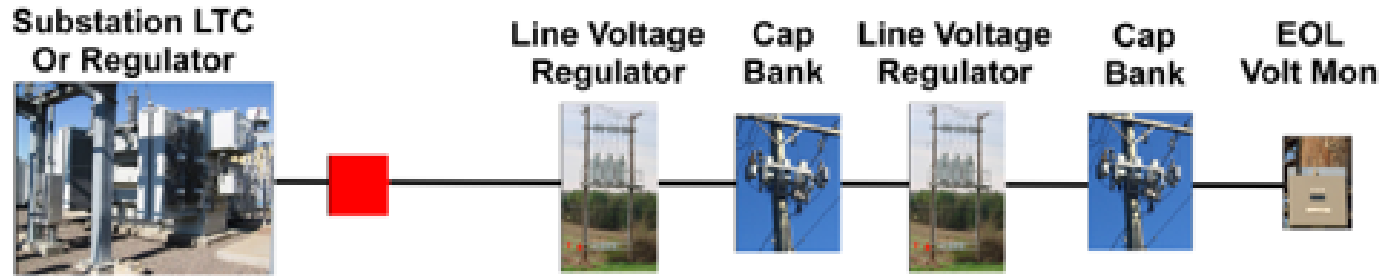 Substation LTC
Or Regulator
Line Voltage
Regulator
Cap
Bank
Line Voltage
Regulator
Cap
Bank
EOL
Volt Mon